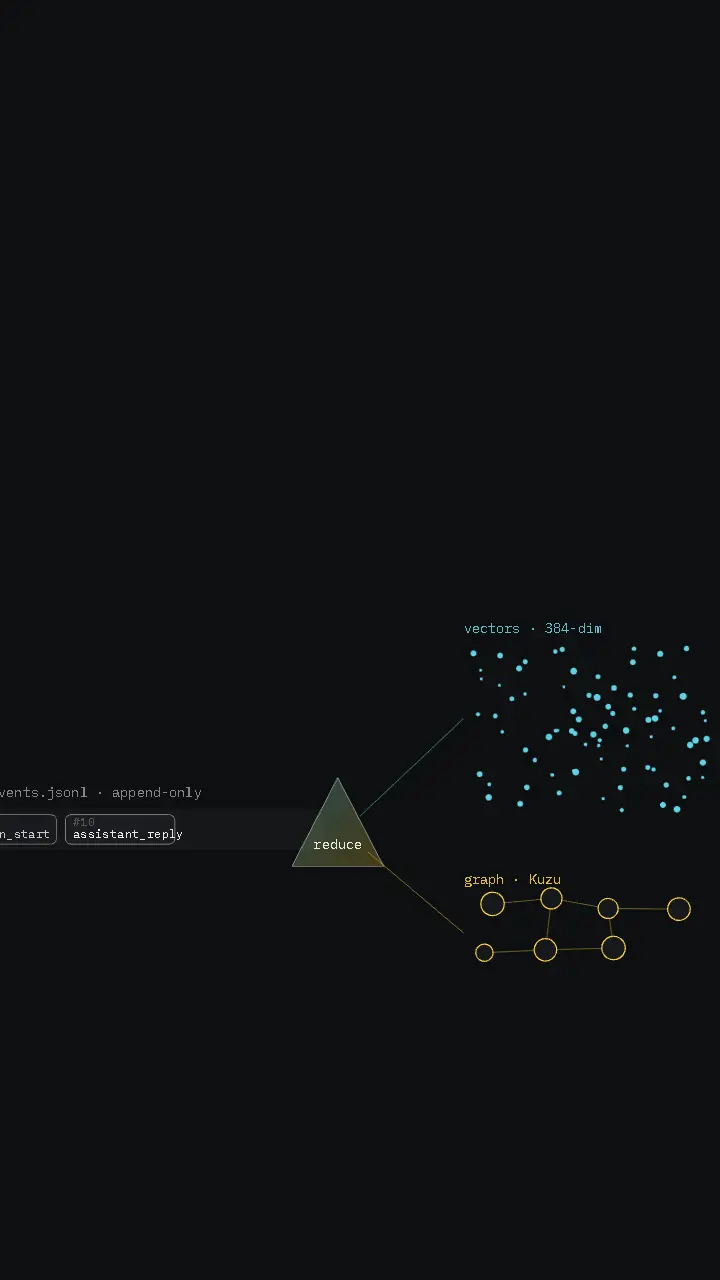 vectors · 384-dim
vents.jsonl · append-only
n_start
#10
assistant_reply
reduce
graph · Kuzu